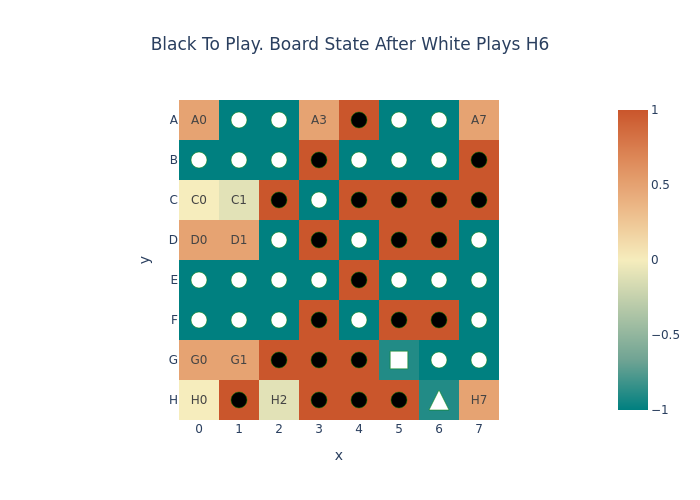 Black To Play. Board State After White Plays H6
A A0 A3 A7
B
C C0 C1
D D0 D1
E
F
G G0 G1
H H0 H2 H7
0 1 2 3 4 5 6 7
x
y
1
0.5
0
−0.5
−1